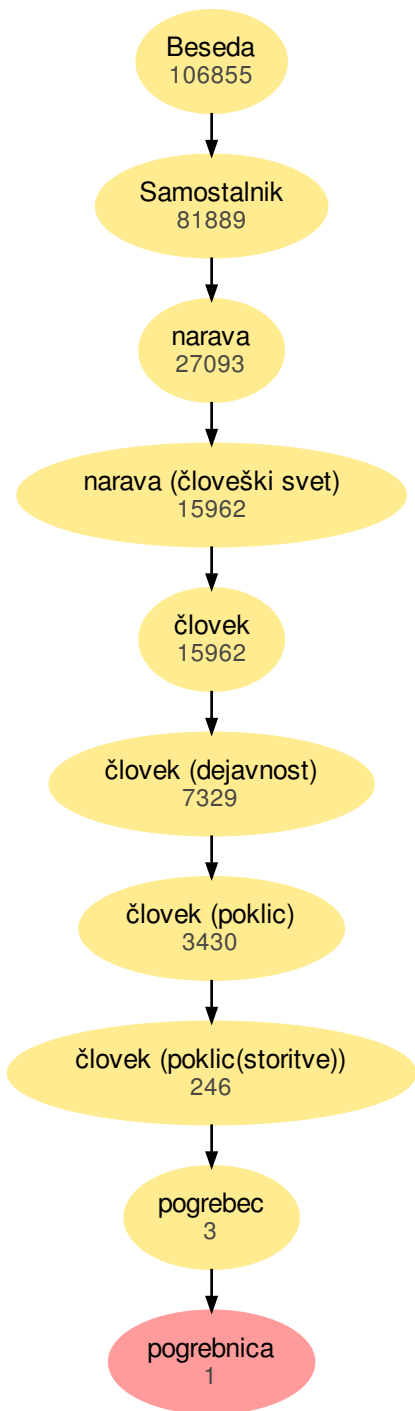 Beseda
106855
Samostalnik
81889
narava
27093
narava (človeški svet)
15962
človek
15962
človek (dejavnost)
7329
človek (poklic)
3430
človek (poklic(storitve))
246
pogrebec
3
pogrebnica
1